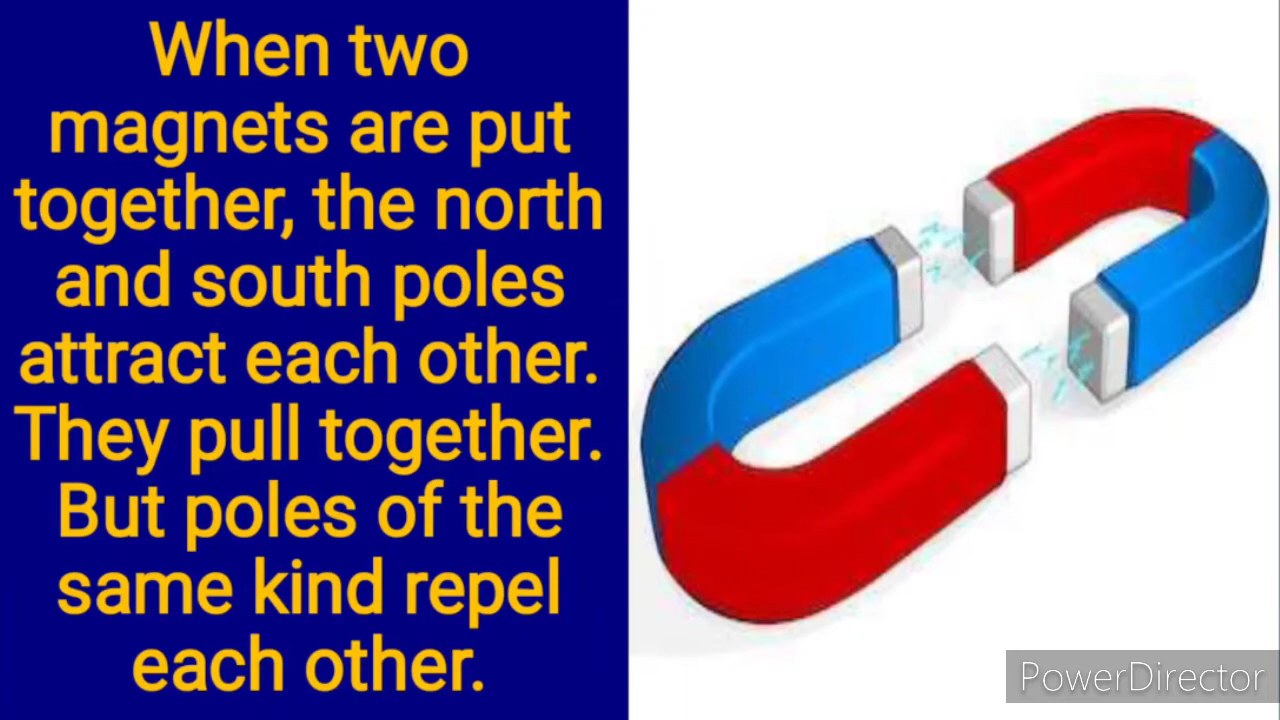 When two
magnets are put
together, the north
and south poles
attract each other.
They pull together.
But poles of the
same kind repel
each other.
PowerDirector